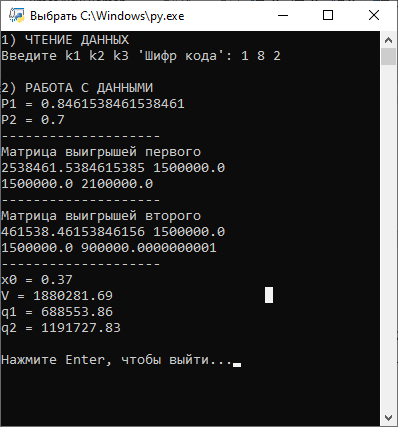 Выбрать C:\Windows\py.exe
1) ЧТЕНИЕ ДАННЫХ
Введите k1 k2 k3 'Шифр кода': 1 8 2
2) РАБОТА С ДАННЫМИ
P1 = 0.8461538461538461
P2 = 0.7
--------------------
Матрица выигрышей первого
2538461.5384615385 1500000.0
1500000.0 2100000.0
--------------------
Матрица выигрышей второго
461538.46153846156 1500000.0
1500000.0 900000.0000000001
--------------------
x0 = 0.37
V = 1880281.69
q1 = 688553.86
q2 = 1191727.83
Нажмите Enter, чтобы выйти...